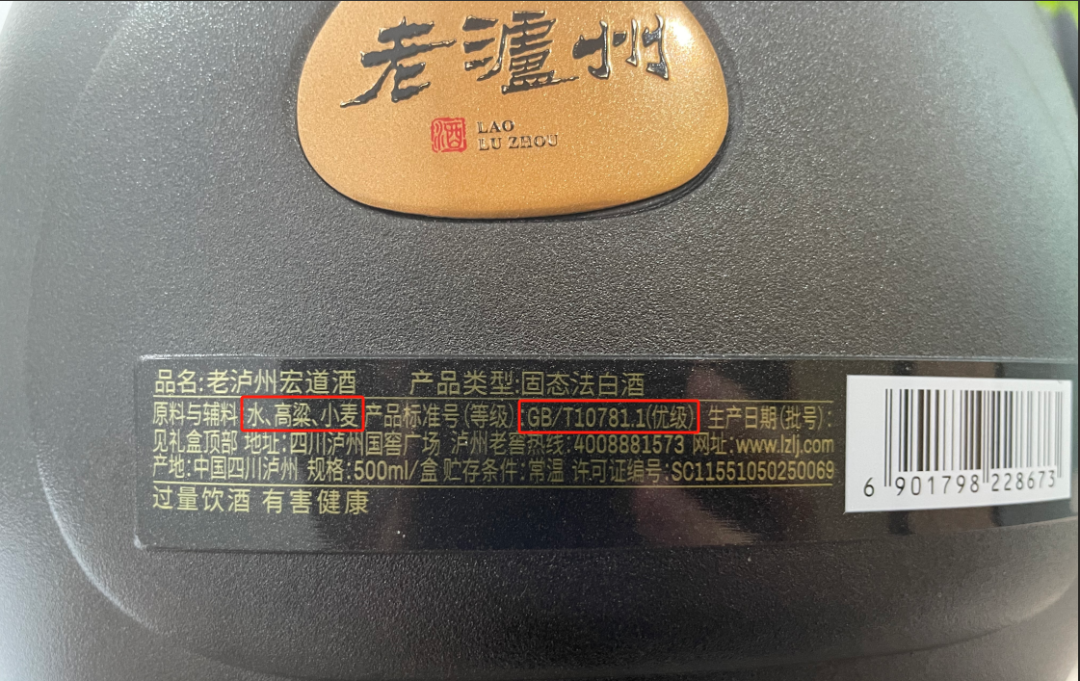 老瀘州
酒 LAO
LU ZHOU
品名:老泸州宏道酒 产品类型:固态法白酒
原料与辅料:水、高粱、小麦 产品标准号(等级):GB/T10781.1(优级) 生产日期(批号):
见礼盒顶部 地址:四川泸州国窖广场 泸州老窖热线:4008881573 网址:www.lzlj.com
产地:中国四川泸州 规格:500ml/盒 贮存条件:常温 许可证编号:SC11551050250069
过量饮酒 有害健康
6 901798 228673